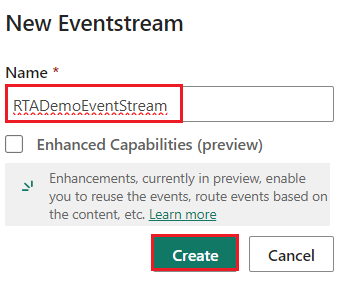 New Eventstream
Name *
RTADemoEventStream
Enhanced Capabilities (preview)
Enhancements, currently in preview, enable
you to reuse the events, route events based on
the content, etc. Learn more
Create Cancel